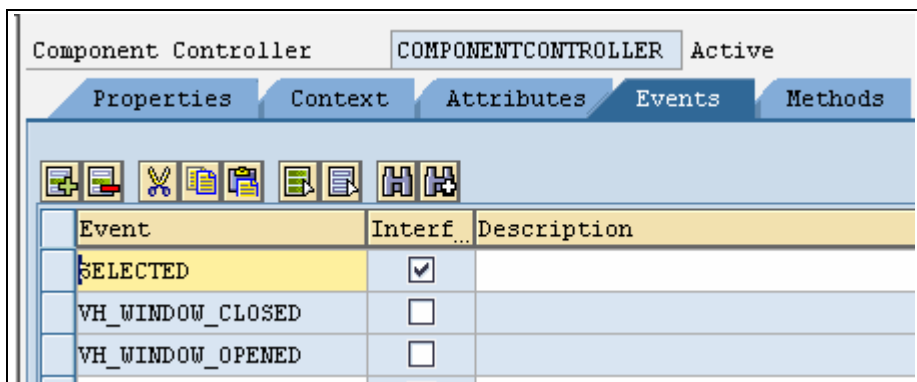 Component Controller COMPONENTCONTROLLER Active
Properties Context Attributes Events Methods
Event Interf... Description
SELECTED
VH_WINDOW_CLOSED
VH_WINDOW_OPENED